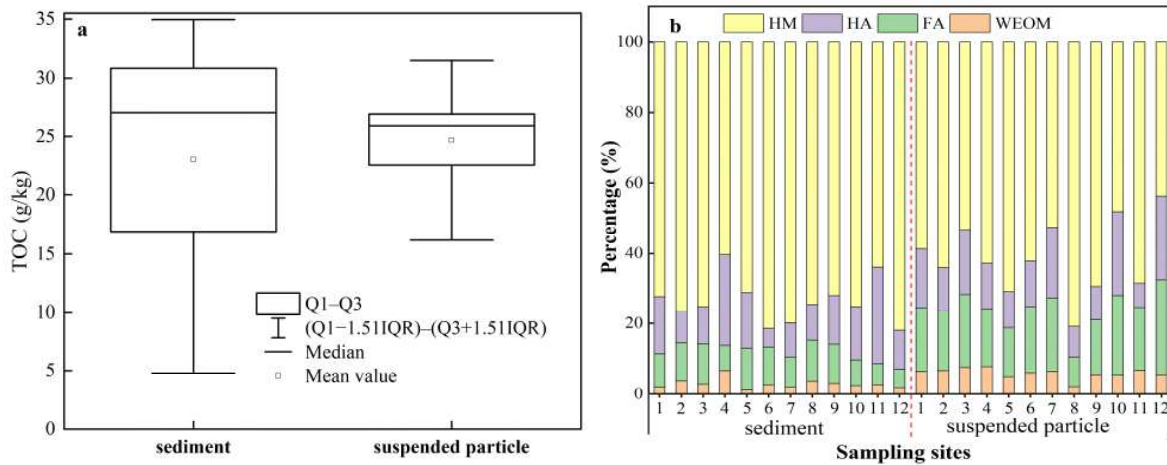 a
35
30
25
20
15
10
5
0
TOC (g/kg)
Q1–Q3
(Q1−1.51IQR)–(Q3+1.51IQR)
Median
Mean value
sediment suspended particle
b
HM HA FA WEOM
100
80
60
40
20
0
Percentage (%)
1 2 3 4 5 6 7 8 9 10 11 12 1 2 3 4 5 6 7 8 9 10 11 12
sediment suspended particle
Sampling sites